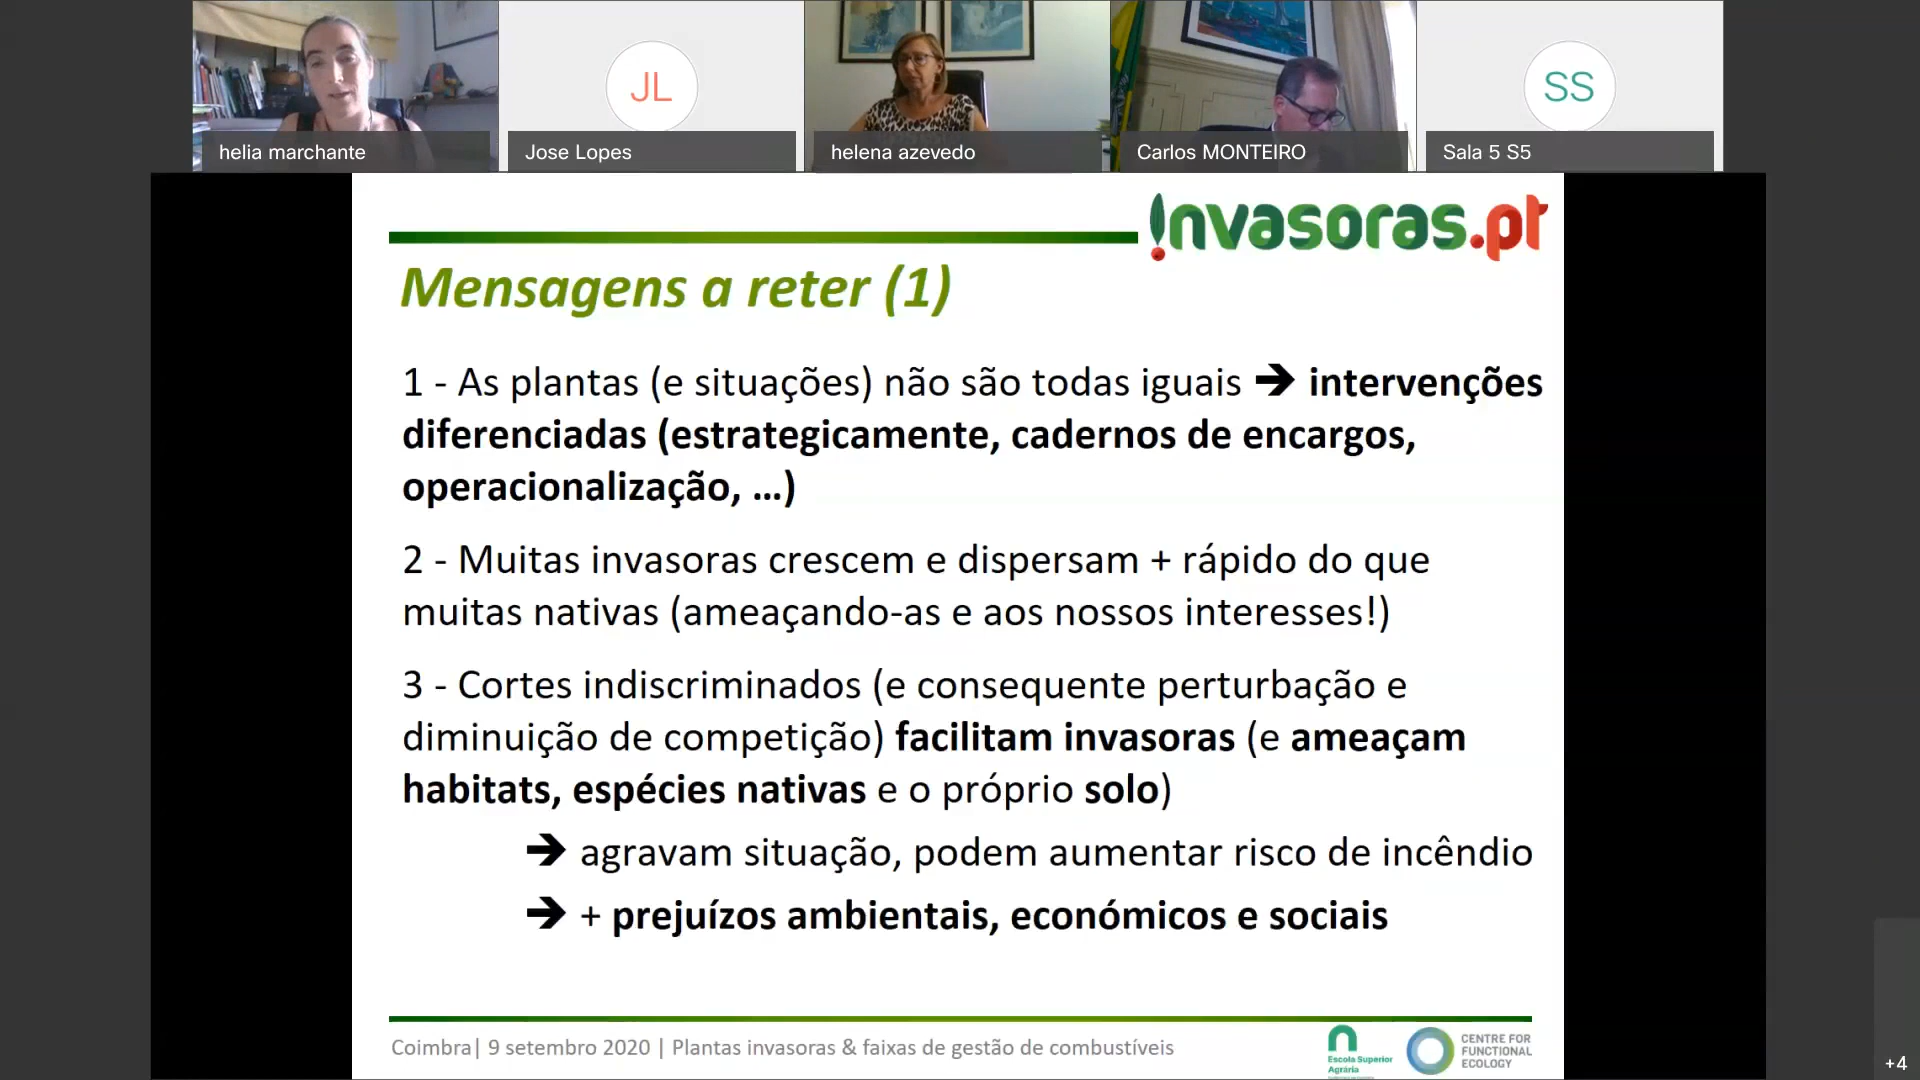 helia marchante
JL
Jose Lopes
helena azevedo
Carlos MONTEIRO
SS
Sala 5 S5
invasoras.pt
Mensagens a reter (1)
1 - As plantas (e situações) não são todas iguais ➔ intervenções
diferenciadas (estrategicamente, cadernos de encargos,
operacionalização, ...)
2 - Muitas invasoras crescem e dispersam + rápido do que
muitas nativas (ameaçando-as e aos nossos interesses!)
3 - Cortes indiscriminados (e consequente perturbação e
diminuição de competição) facilitam invasoras (e ameaçam
habitats, espécies nativas e o próprio solo)
➔ agravam situação, podem aumentar risco de incêndio
➔ + prejuízos ambientais, económicos e sociais
Coimbra| 9 setembro 2020 | Plantas invasoras & faixas de gestão de combustíveis
Escola Superior
Agrária
CENTRE FOR
FUNCTIONAL
ECOLOGY
+4